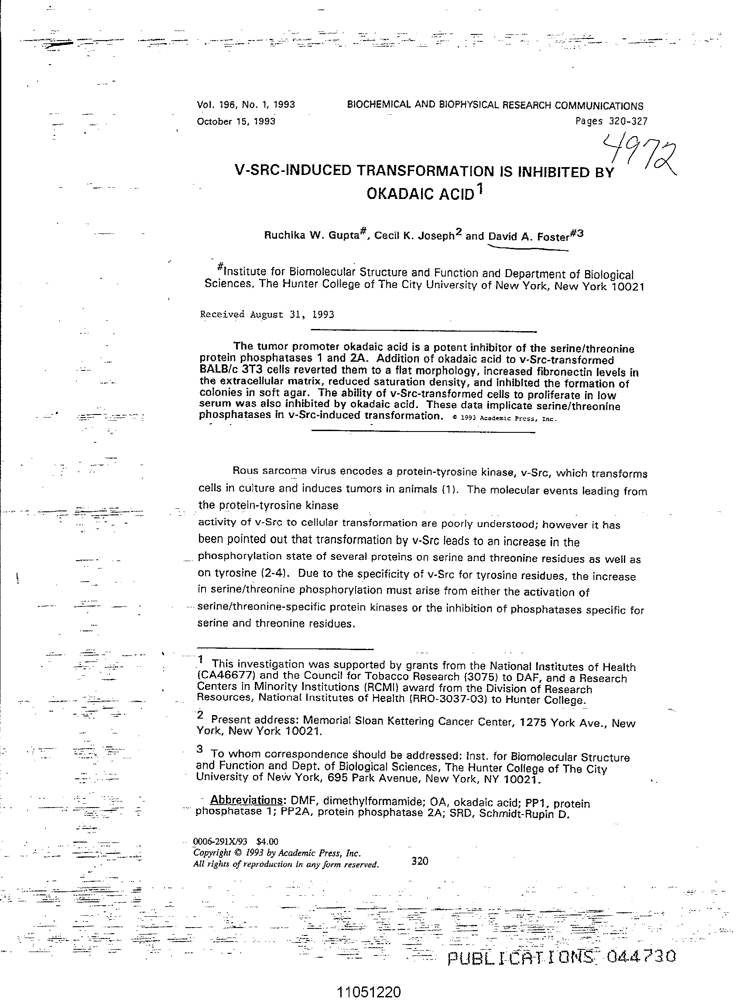 Vol. 196, No. 1, 1993 BIOCHEMICAL AND BIOPHYSICAL RESEARCH COMMUNICATIONS
October 15, 1993 Pages 320-327
4972
V-SRC-INDUCED TRANSFORMATION IS INHIBITED BY
OKADAIC ACID1
Ruchika W. Gupta#, Cecil K. Joseph2 and David A. Foster#3
#Institute for Biomolecular Structure and Function and Department of Biological
Sciences, The Hunter College of The City University of New York, New York 10021
Received August 31, 1993
The tumor promoter okadaic acid is a potent inhibitor of the serine/threonine
protein phosphatases 1 and 2A. Addition of okadaic acid to v-Src-transformed
BALB/c 3T3 cells reverted them to a flat morphology, increased fibronectin levels in
the extracellular matrix, reduced saturation density, and inhibited the formation of
colonies in soft agar. The ability of v-Src-transformed cells to proliferate in low
serum was also inhibited by okadaic acid. These data implicate serine/threonine
phosphatases in v-Src-induced transformation. © 1993 Academic Press, Inc.
Rous sarcoma virus encodes a protein-tyrosine kinase, v-Src, which transforms
cells in culture and induces tumors in animals (1). The molecular events leading from
the protein-tyrosine kinase
activity of v-Src to cellular transformation are poorly understood; however it has
been pointed out that transformation by v-Src leads to an increase in the
phosphorylation state of several proteins on serine and threonine residues as well as
on tyrosine (2-4). Due to the specificity of v-Src for tyrosine residues, the increase
in serine/threonine phosphorylation must arise from either the activation of
serine/threonine-specific protein kinases or the inhibition of phosphatases specific for
serine and threonine residues.
1 This investigation was supported by grants from the National Institutes of Health
(CA46677) and the Council for Tobacco Research (3075) to DAF, and a Research
Centers in Minority Institutions (RCMI) award from the Division of Research
Resources, National Institutes of Health (RRO-3037-03) to Hunter College.
2 Present address: Memorial Sloan Kettering Cancer Center, 1275 York Ave., New
York, New York 10021.
3 To whom correspondence should be addressed: Inst. for Biomolecular Structure
and Function and Dept. of Biological Sciences, The Hunter College of The City
University of New York, 695 Park Avenue, New York, NY 10021.
Abbreviations: DMF, dimethylformamide; OA, okadaic acid; PP1, protein
phosphatase 1; PP2A, protein phosphatase 2A; SRD, Schmidt-Rupin D.
0006-291X/93 $4.00
Copyright © 1993 by Academic Press, Inc.
All rights of reproduction in any form reserved. 320
PUBLICATIONS 044730
11051220